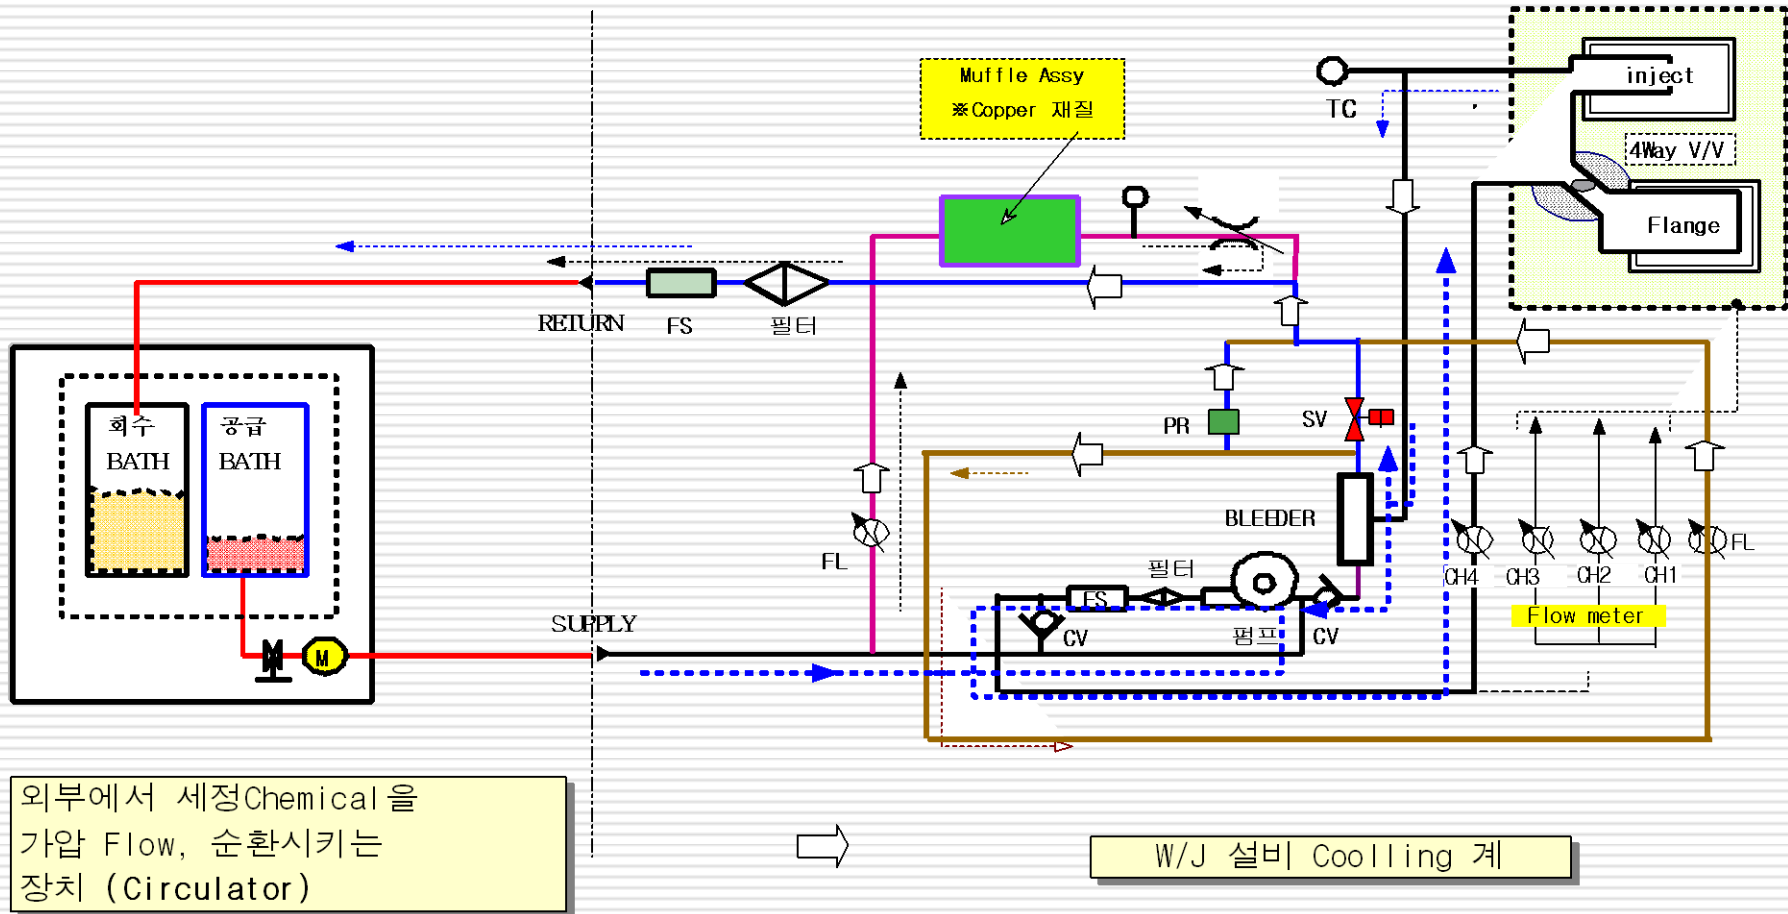 Muffle Assy
※Copper 재질
TC
inject
4Way V/V
Flange
RETURN
FS
필터
회수
BATH
공급
BATH
M
SUPPLY
FL
PR
SV
BLEEDER
필터
FS
CV
펌프
CV
CH4
CH3
CH2
CH1
FL
Flow meter
외부에서 세정Chemical을
가압 Flow, 순환시키는
장치 (Circulator)
W/J 설비 Coolling 계